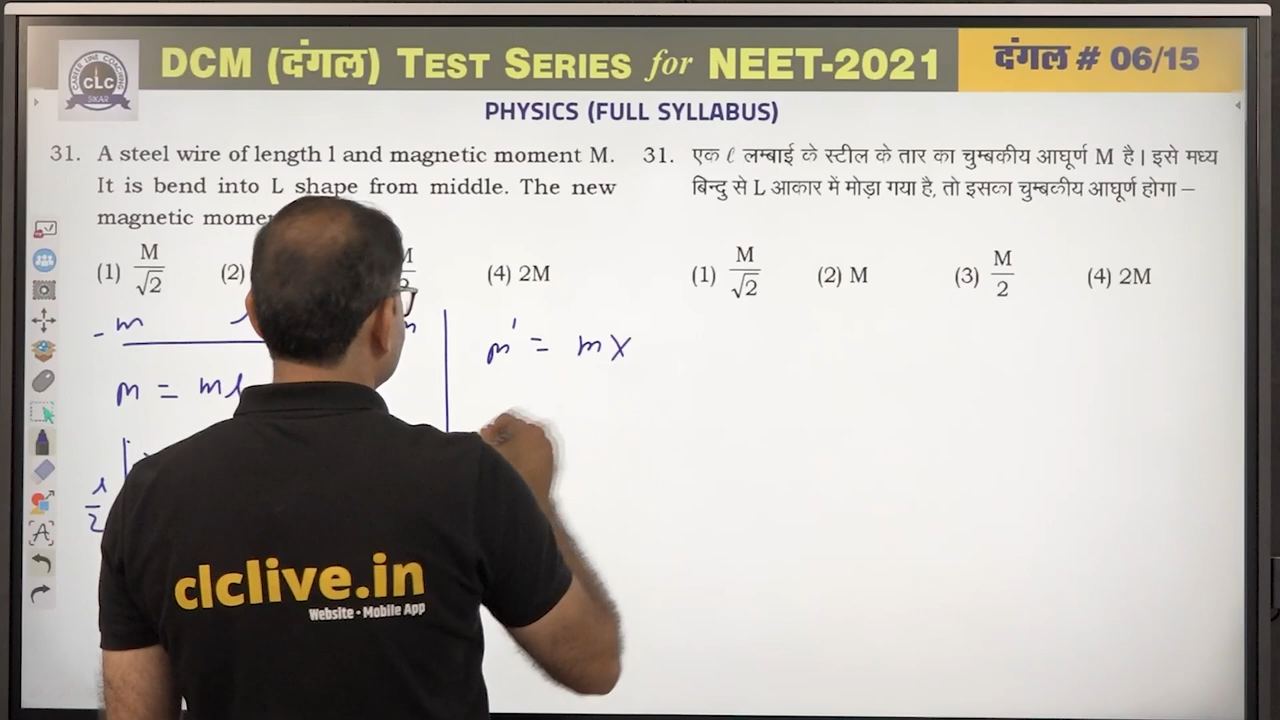 DCM (दंगल) TEST SERIES for NEET-2021
दंगल # 06/15
CLC
SIKAR
PHYSICS (FULL SYLLABUS)
31. A steel wire of length l and magnetic moment M.
It is bend into L shape from middle. The new
magnetic
(1) M/√2 (2) (4) 2M
31. एक ℓ लम्बाई के स्टील के तार का चुम्बकीय आघूर्ण M है। इसे मध्य
बिन्दु से L आकार में मोड़ा गया है, तो इसका चुम्बकीय आघूर्ण होगा –
(1) M/√2 (2) M (3) M/2 (4) 2M
-m
m = ml
l/2
m' = mx
clclive.in
Website • Mobile App